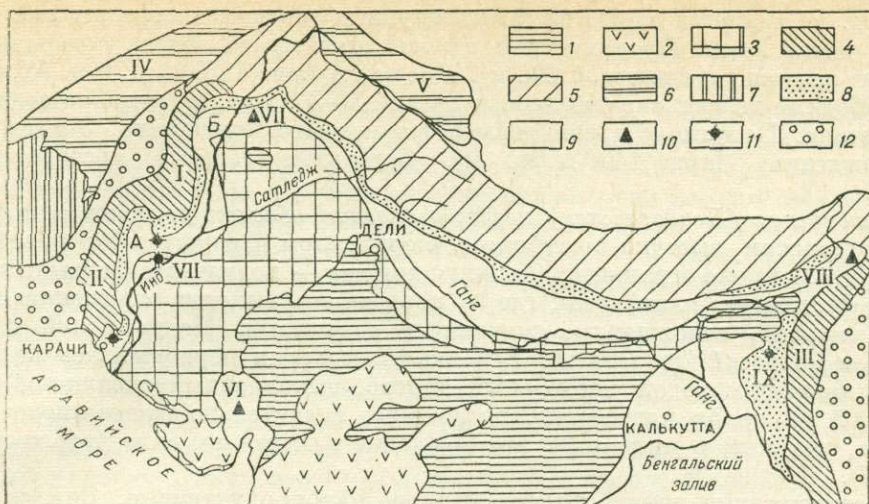 1 2 3 4
5 6 7 8
9 10 11 12
IV
V
VII
Б
I
Сатледж
А
ДЕЛИ
II
VII
Инд
Ганг
VIII
КАРАЧИ
III
VI
IX
АРАВИЙСКОЕ
МОРЕ
Ганг
КАЛЬКУТТА
Бенгальский
залив